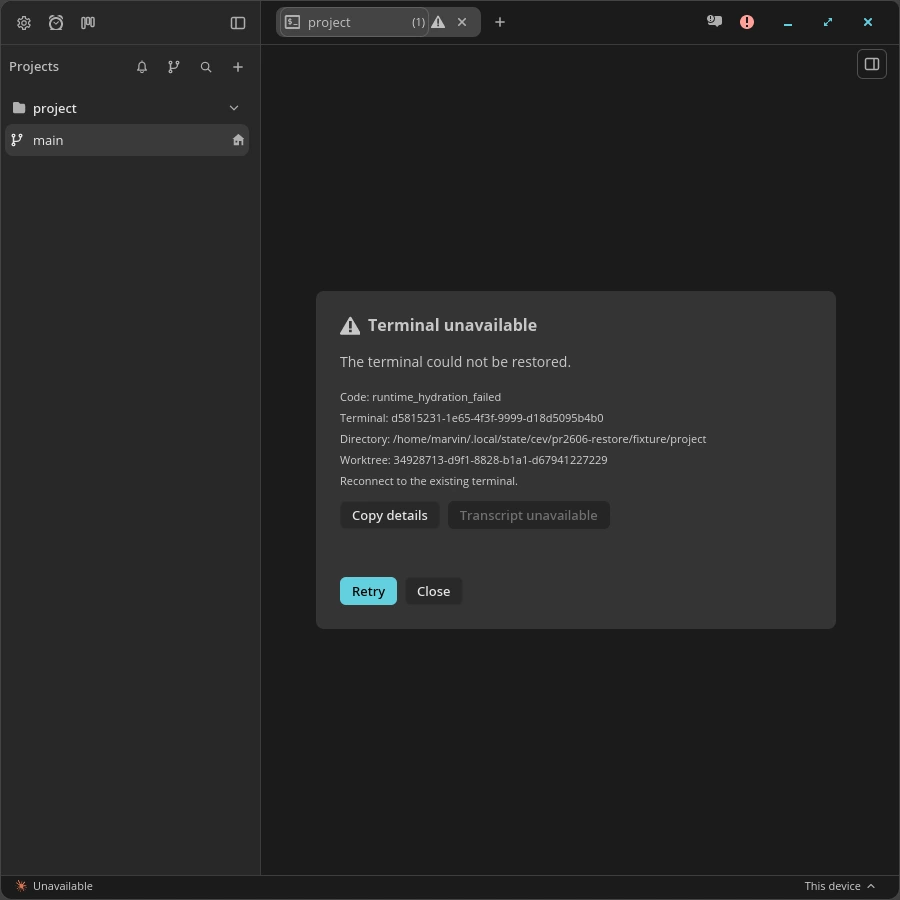 project (1)
Projects
project
main
Terminal unavailable
The terminal could not be restored.
Code: runtime_hydration_failed
Terminal: d5815231-1e65-4f3f-9999-d18d5095b4b0
Directory: /home/marvin/.local/state/cev/pr2606-restore/fixture/project
Worktree: 34928713-d9f1-8828-b1a1-d67941227229
Reconnect to the existing terminal.
Copy details Transcript unavailable
Retry Close
Unavailable This device